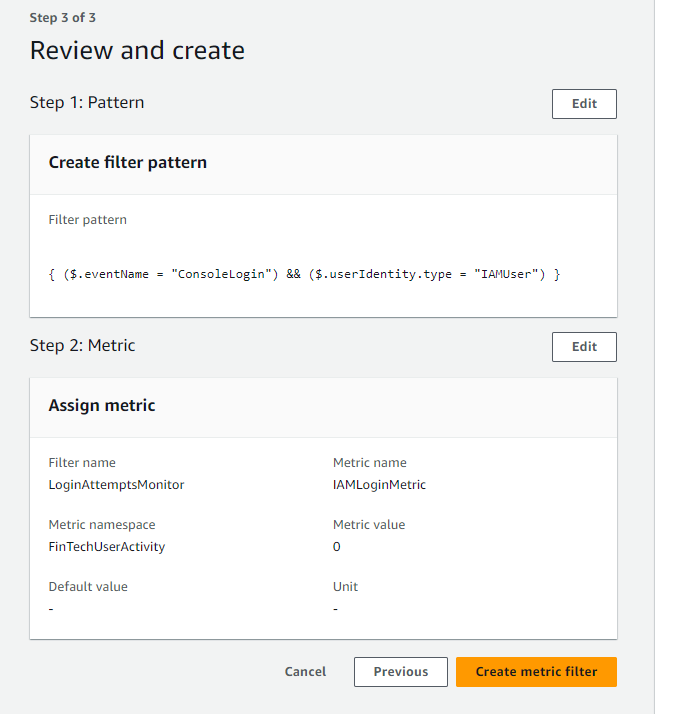 Step 3 of 3
Review and create
Step 1: Pattern
Edit
Create filter pattern
Filter pattern
{ ($.eventName = "ConsoleLogin") && ($.userIdentity.type = "IAMUser") }
Step 2: Metric
Edit
Assign metric
Filter name
LoginAttemptsMonitor
Metric name
IAMLoginMetric
Metric namespace
FinTechUserActivity
Metric value
0
Default value
-
Unit
-
Cancel
Previous
Create metric filter